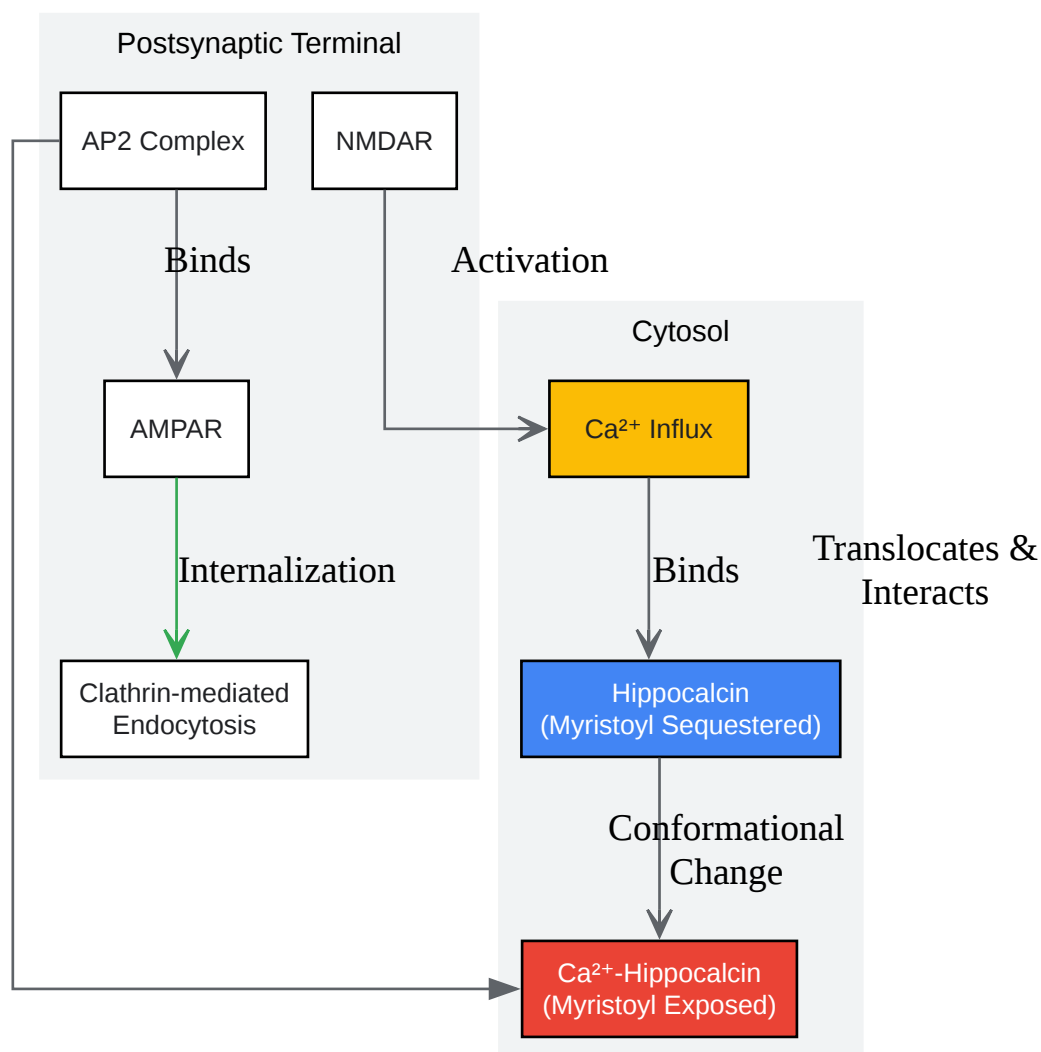 Postsynaptic Terminal
AP2 Complex
NMDAR
Binds
Activation
Cytosol
AMPAR
Ca²⁺ Influx
Internalization
Binds
Translocates &
Interacts
Clathrin-mediated
Endocytosis
Hippocalcin
(Myristoyl Sequestered)
Conformational
Change
Ca²⁺-Hippocalcin
(Myristoyl Exposed)